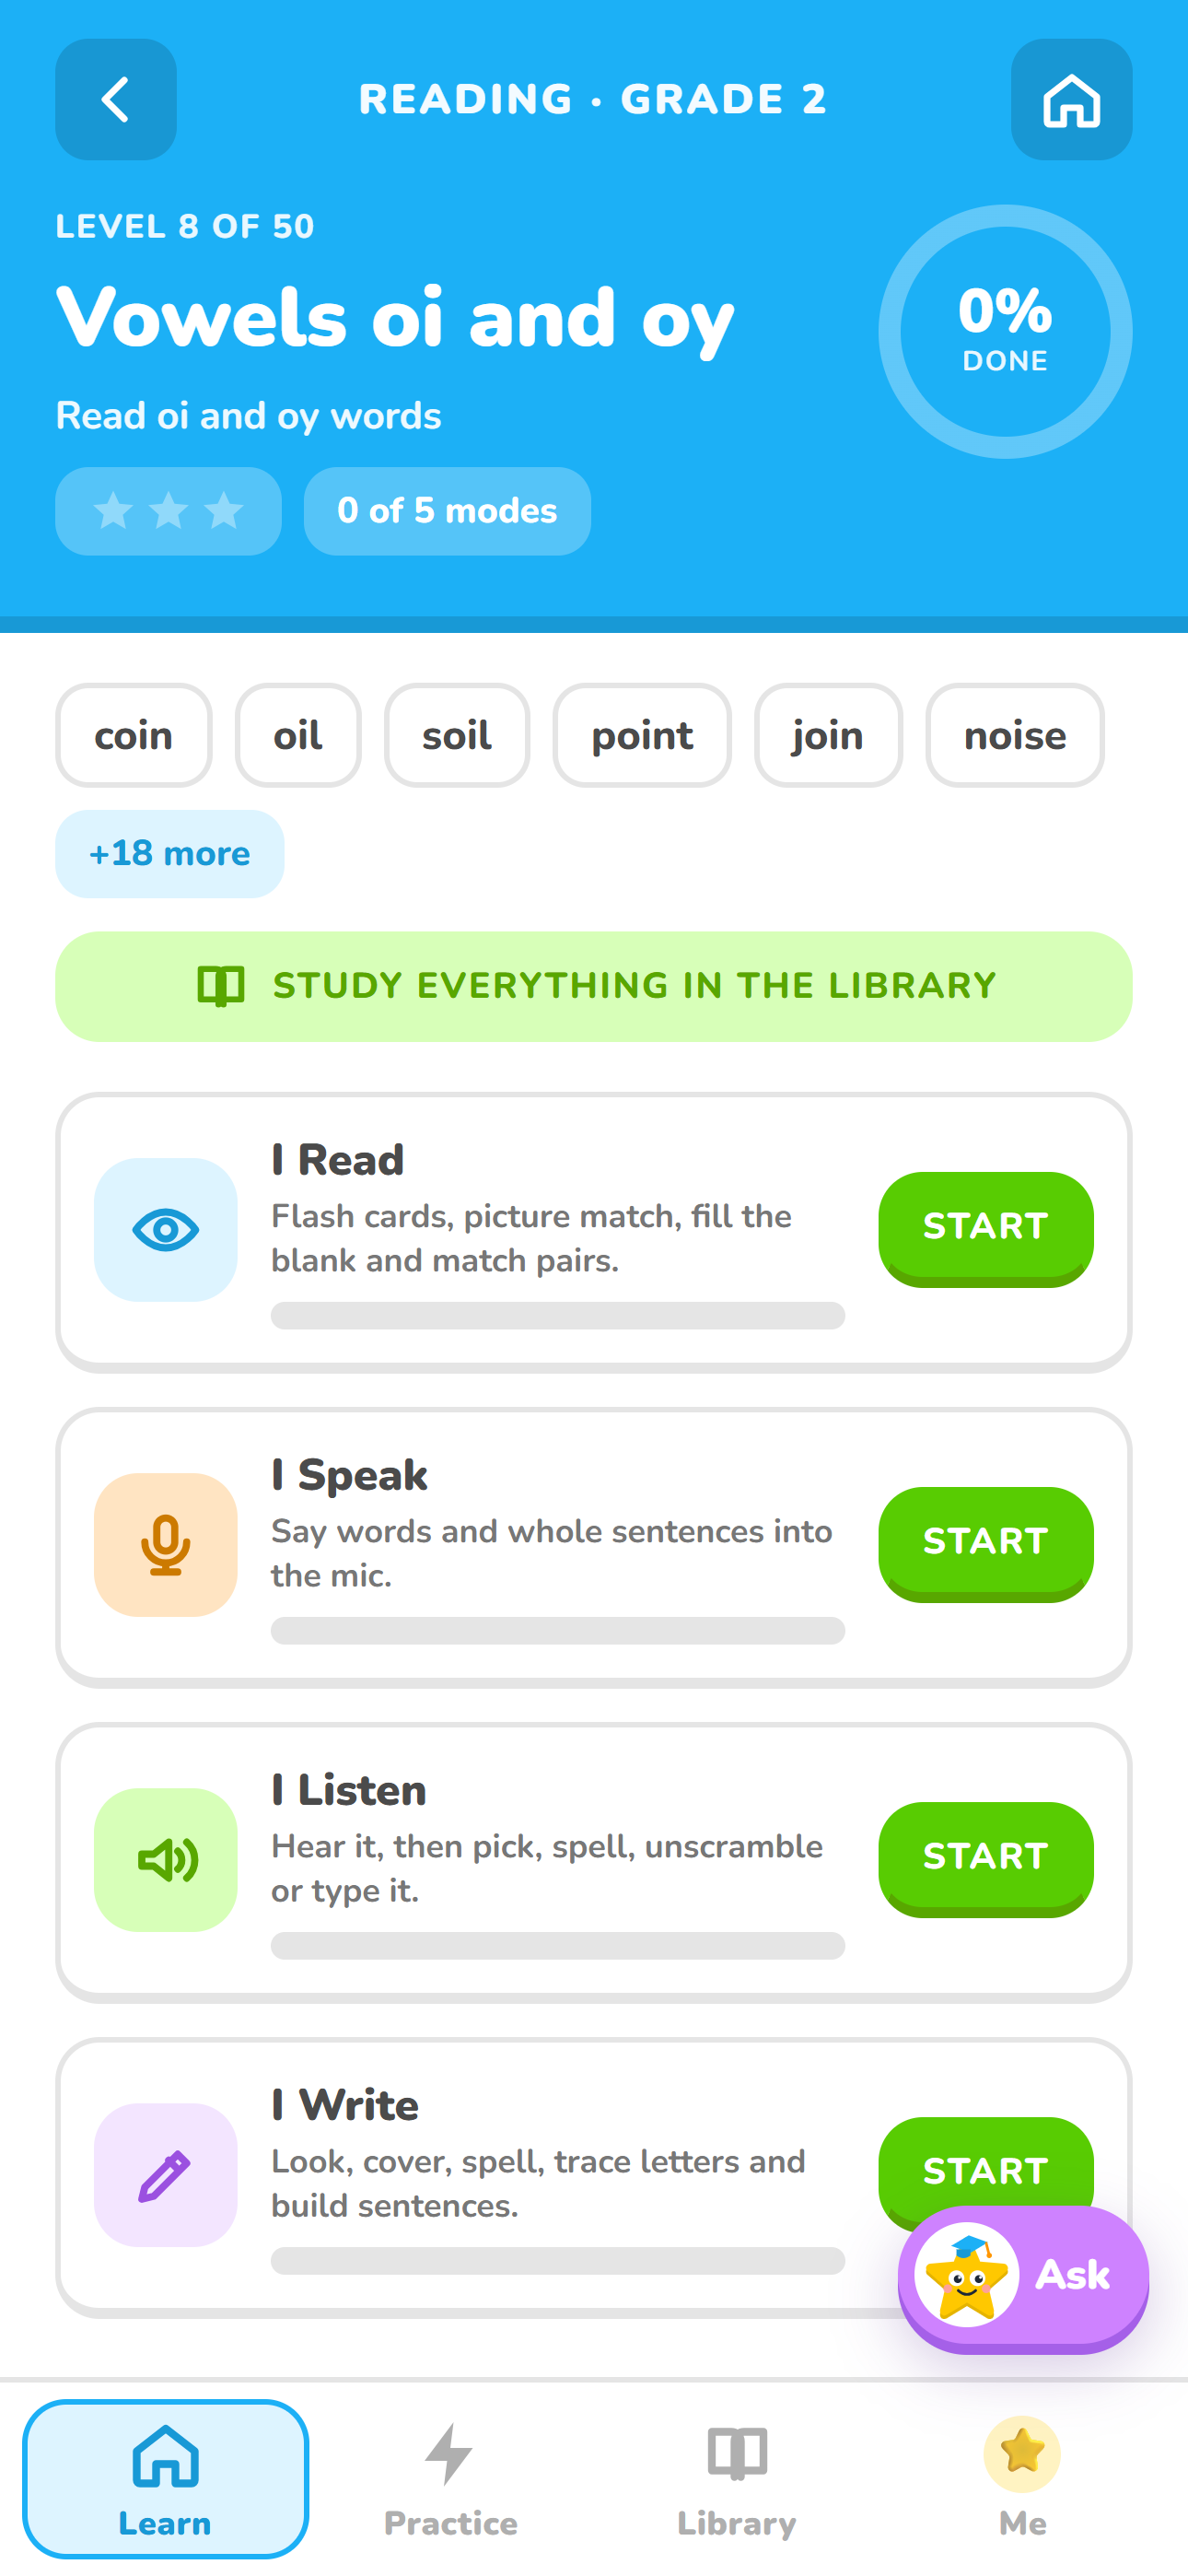 READING · GRADE 2
LEVEL 8 OF 50
Vowels oi and oy
Read oi and oy words
0%
DONE
0 of 5 modes
coin
oil
soil
point
join
noise
+18 more
STUDY EVERYTHING IN THE LIBRARY
I Read
Flash cards, picture match, fill the
blank and match pairs.
START
I Speak
Say words and whole sentences into
the mic.
START
I Listen
Hear it, then pick, spell, unscramble
or type it.
START
I Write
Look, cover, spell, trace letters and
build sentences.
START
Ask
Learn
Practice
Library
Me